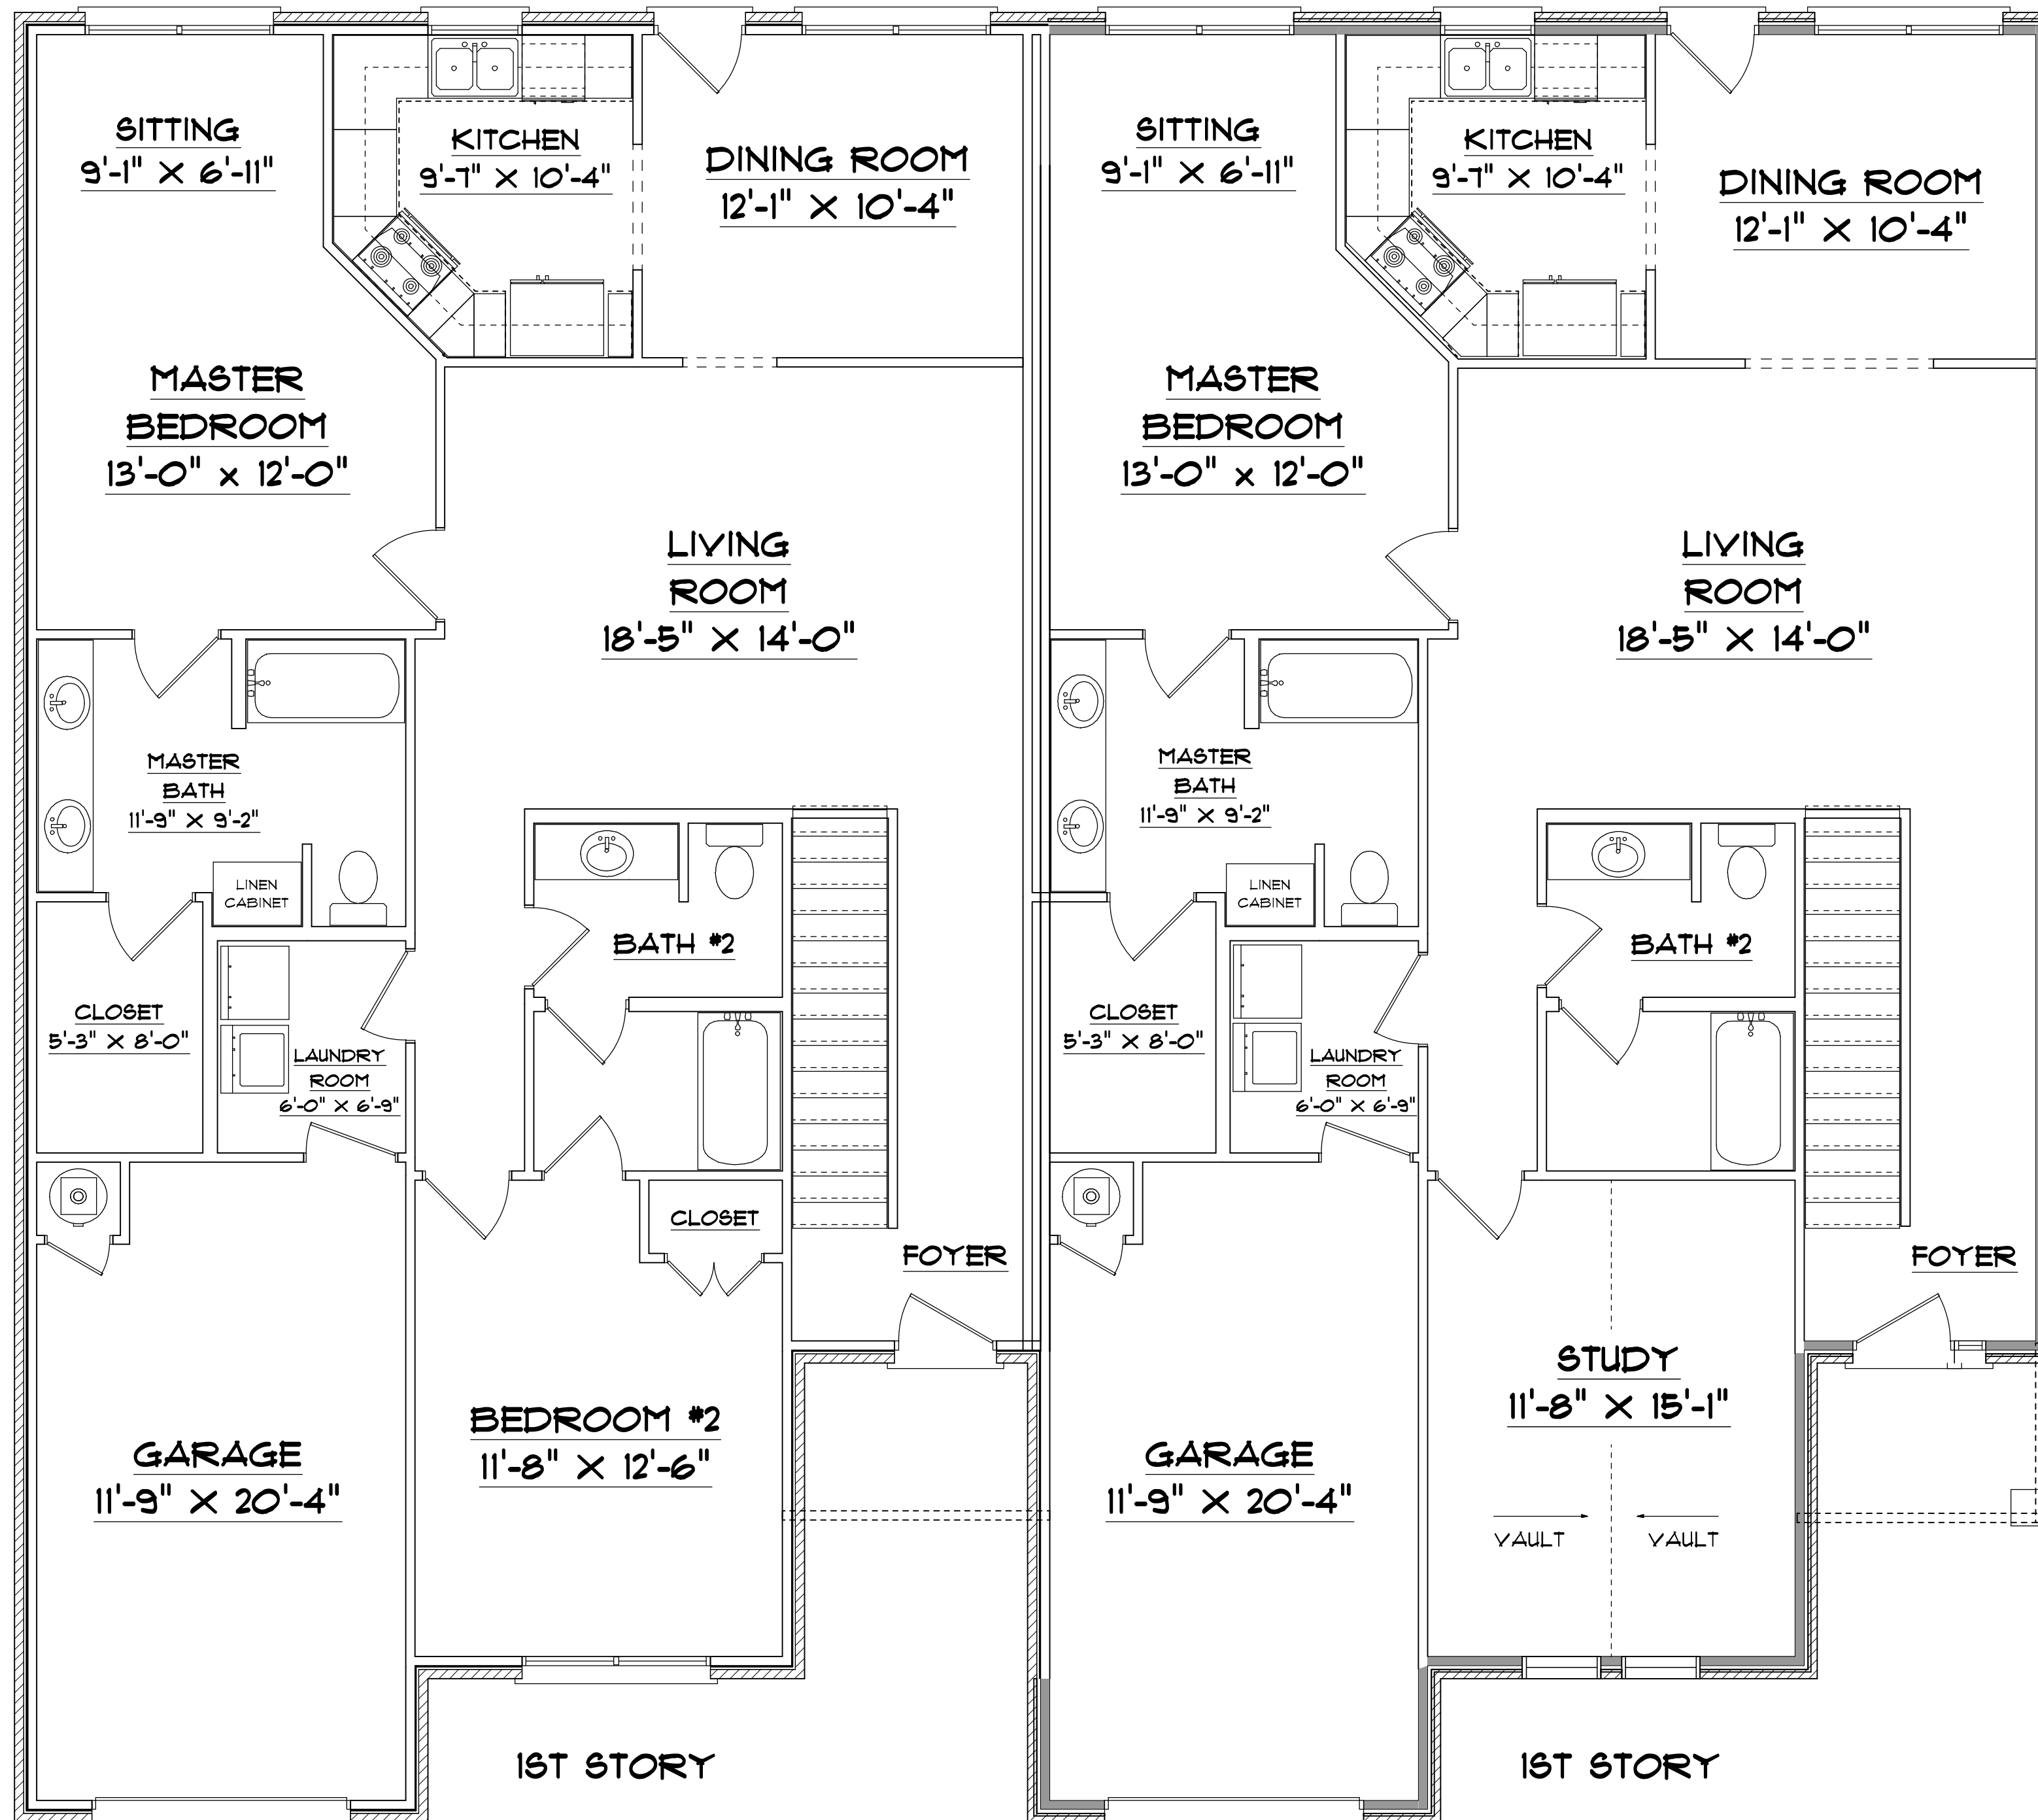 SITTING
9'-1" X 6'-11"
KITCHEN
9'-7" X 10'-4"
DINING ROOM
12'-1" X 10'-4"
MASTER
BEDROOM
13'-0" x 12'-0"
LIVING
ROOM
18'-5" X 14'-0"
MASTER
BATH
11'-9" X 9'-2"
LINEN
CABINET
BATH #2
CLOSET
5'-3" X 8'-0"
LAUNDRY
ROOM
6'-0" X 6'-9"
CLOSET
FOYER
BEDROOM #2
11'-8" X 12'-6"
GARAGE
11'-9" X 20'-4"
1ST STORY
SITTING
9'-1" X 6'-11"
KITCHEN
9'-7" X 10'-4"
DINING ROOM
12'-1" X 10'-4"
MASTER
BEDROOM
13'-0" x 12'-0"
LIVING
ROOM
18'-5" X 14'-0"
MASTER
BATH
11'-9" X 9'-2"
LINEN
CABINET
BATH #2
CLOSET
5'-3" X 8'-0"
LAUNDRY
ROOM
6'-0" X 6'-9"
FOYER
STUDY
11'-8" X 15'-1"
GARAGE
11'-9" X 20'-4"
VAULT
VAULT
1ST STORY